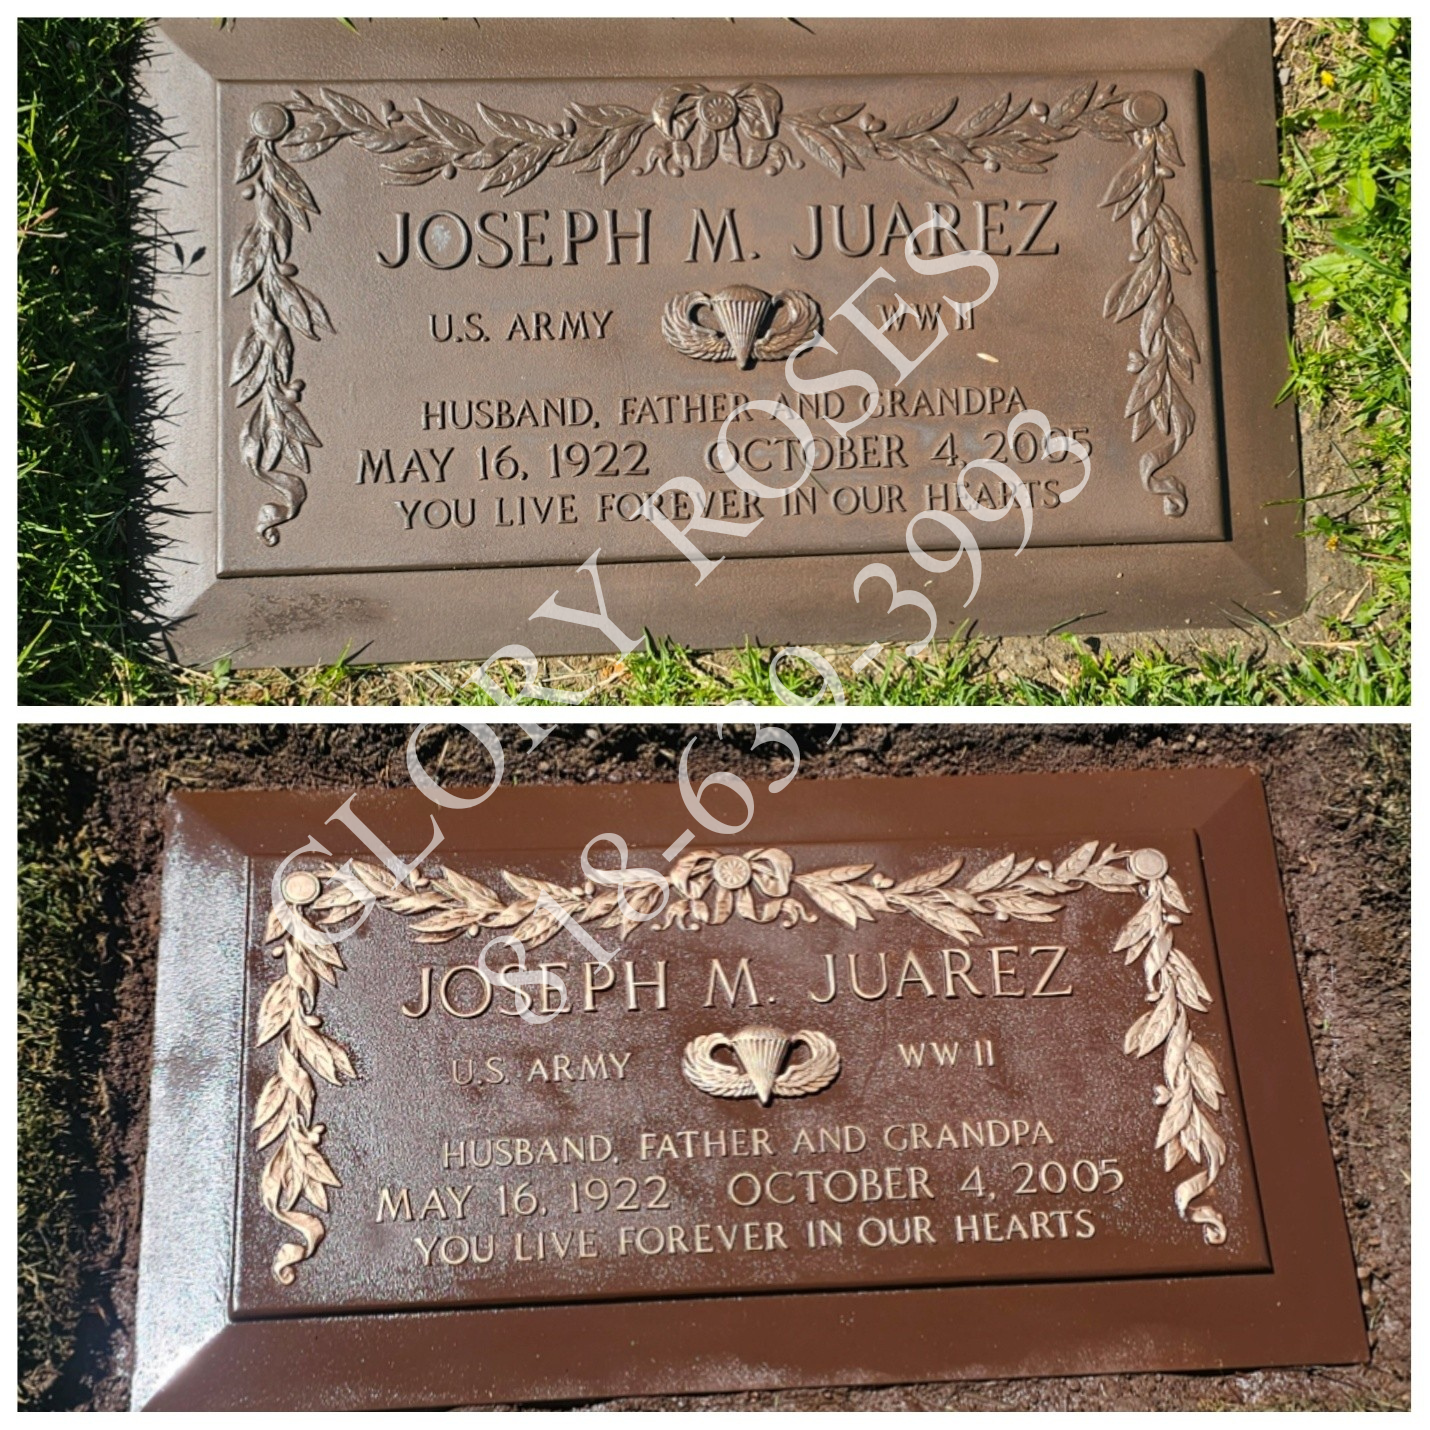 JOSEPH M. JUAREZ
U.S. ARMY WW II
HUSBAND, FATHER AND GRANDPA
MAY 16, 1922 OCTOBER 4, 2005
YOU LIVE FOREVER IN OUR HEARTS
GLORY ROSES
818-639-3993
JOSEPH M. JUAREZ
U.S. ARMY WW II
HUSBAND, FATHER AND GRANDPA
MAY 16, 1922 OCTOBER 4, 2005
YOU LIVE FOREVER IN OUR HEARTS